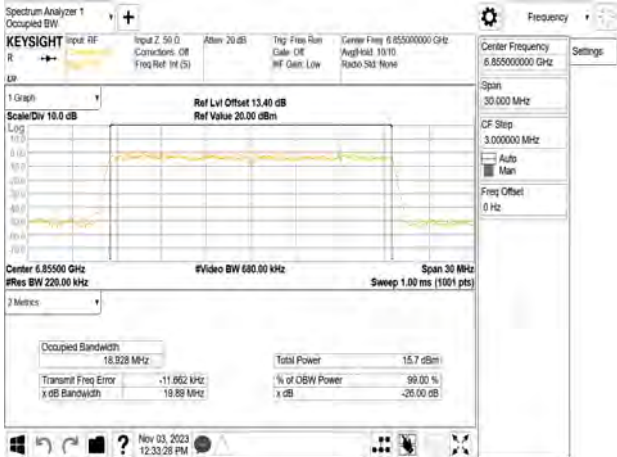 Spectrum Analyzer 1
Occupied BW
+
Frequency
KEYSIGHT
R
Input: RF
Input Z: 50 Ω
Corrections: Off
Freq Ref: Int (S)
Atten: 20 dB
Trig: Free Run
Gate: Off
#IF Gain: Low
Center Freq: 6.855000000 GHz
Avg|Hold: 10/10
Radio Std: None
1 Graph
Scale/Div 10.0 dB
Log
Ref Lvl Offset 13.40 dB
Ref Value 20.00 dBm
Center 6.85500 GHz
#Res BW 220.00 kHz
#Video BW 680.00 kHz
Span 30 MHz
Sweep 1.00 ms (1001 pts)
2 Metrics
Occupied Bandwidth
18.928 MHz
Total Power 15.7 dBm
Transmit Freq Error -11.662 kHz
% of OBW Power 99.00 %
x dB Bandwidth 19.89 MHz
x dB -26.00 dB
Center Frequency
6.855000000 GHz
Settings
Span
30.000 MHz
CF Step
3.000000 MHz
Auto
Man
Freq Offset
0 Hz
?
Nov 03, 2023
12:33:28 PM